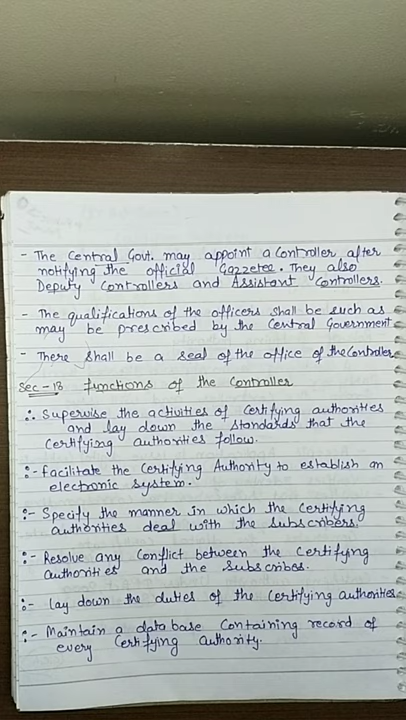 - The Central Govt. may appoint a Controller after
notifying the official Gazzetee. They also
Deputy Controllers and Assistant Controllers.
- The qualifications of the officers shall be such as
may be prescribed by the Central Government
- There shall be a seal of the office of the Controller
Sec-18 functions of the Controller
∴ Supervise the activities of Certifying authorities
and lay down the standards that the
Certifying authorities follow.
:- Facilitate the Certifying Authority to establish an
electronic system.
:- Specify the manner in which the Certifying
authorities deal with the Subscribers.
:- Resolve any Conflict between the Certifying
authorities and the Subscribes.
:- lay down the duties of the Certifying authorities.
:- Maintain a data base Containing record of
every Certifying Authority.